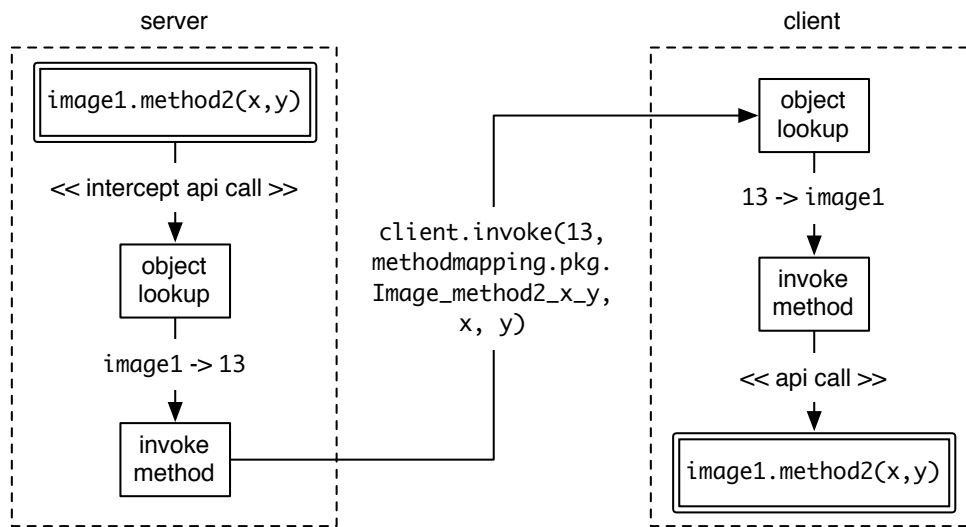 server
image1.method2(x,y)
<< intercept api call >>
object
lookup
image1 -> 13
invoke
method
client.invoke(13,
methodmapping.pkg.
Image_method2_x_y,
x, y)
client
object
lookup
13 -> image1
invoke
method
<< api call >>
image1.method2(x,y)